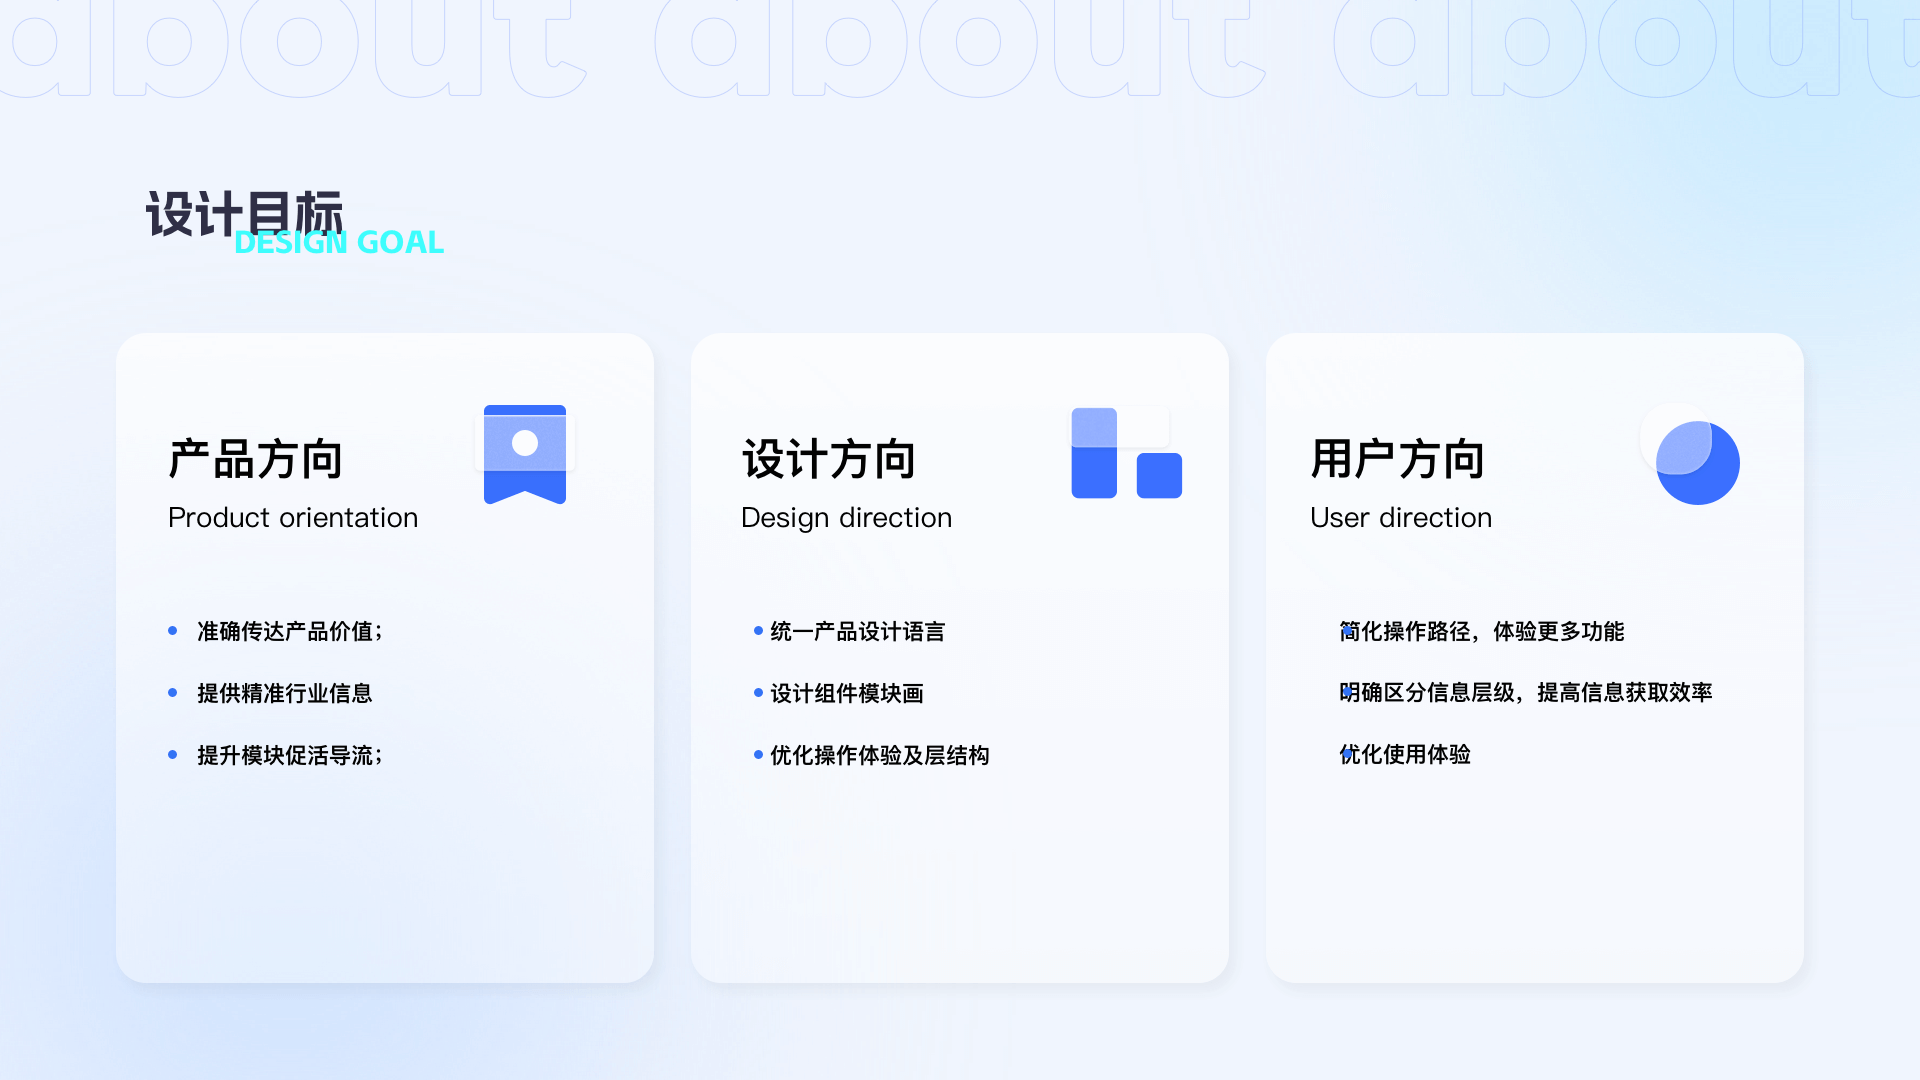 about about about
设计目标
DESIGN GOAL
产品方向
Product orientation
准确传达产品价值；
提供精准行业信息
提升模块促活导流；
设计方向
Design direction
统一产品设计语言
设计组件模块画
优化操作体验及层结构
用户方向
User direction
简化操作路径，体验更多功能
明确区分信息层级，提高信息获取效率
优化使用体验